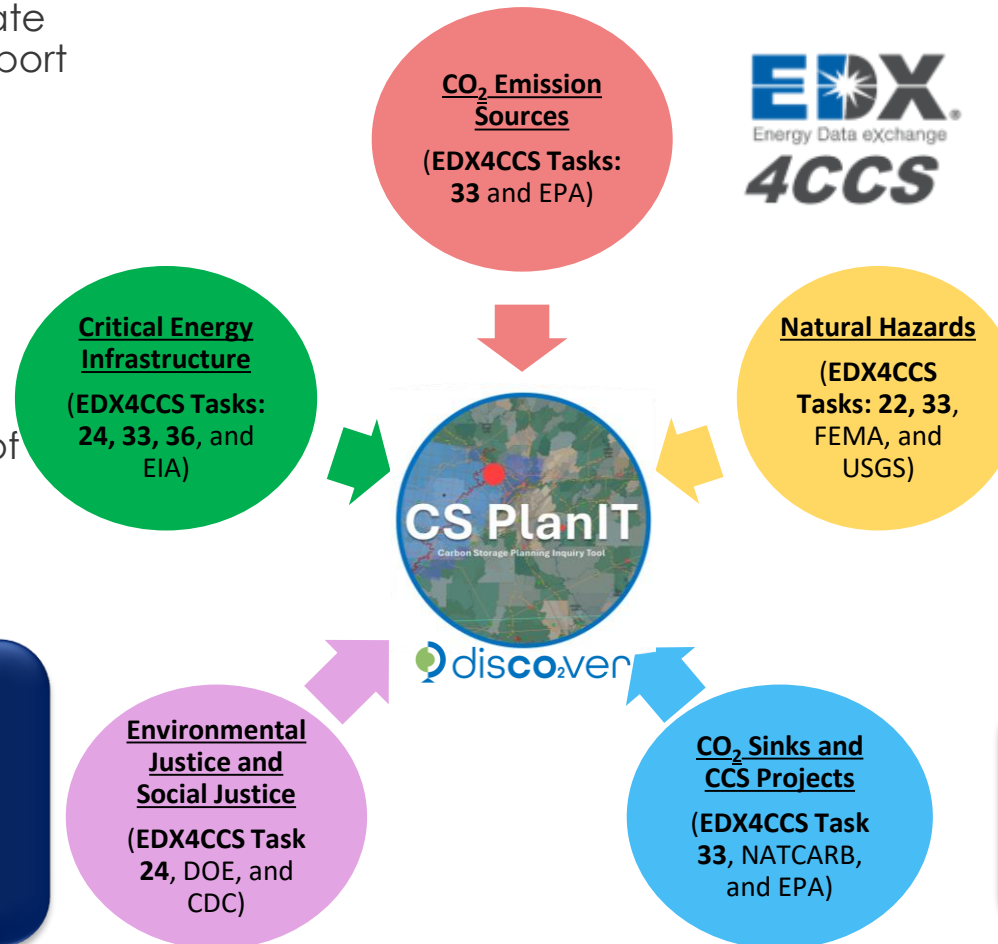 ate
port
of
CO₂ Emission
Sources
(EDX4CCS Tasks:
33 and EPA)
EDX®
Energy Data eXchange
4CCS
Critical Energy
Infrastructure
(EDX4CCS Tasks:
24, 33, 36, and
EIA)
Natural Hazards
(EDX4CCS
Tasks: 22, 33,
FEMA, and
USGS)
CS PlanIT
Carbon Storage Planning Inquiry Tool
disco₂ver
Environmental
Justice and
Social Justice
(EDX4CCS Task
24, DOE, and
CDC)
CO₂ Sinks and
CCS Projects
(EDX4CCS Task
33, NATCARB,
and EPA)